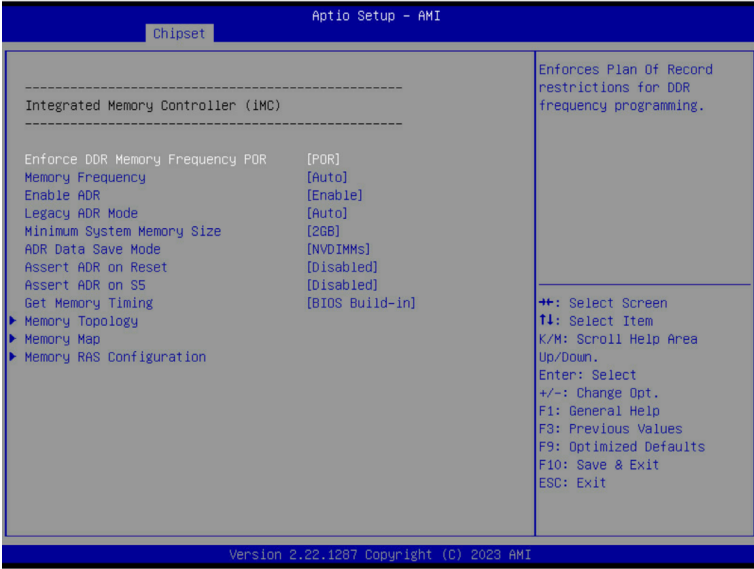 Aptio Setup - AMI
Chipset
----------------------------------------------------
Integrated Memory Controller (iMC)
----------------------------------------------------
Enforce DDR Memory Frequency POR [POR]
Memory Frequency [Auto]
Enable ADR [Enable]
Legacy ADR Mode [Auto]
Minimum System Memory Size [2GB]
ADR Data Save Mode [NVDIMMs]
Assert ADR on Reset [Disabled]
Assert ADR on S5 [Disabled]
Get Memory Timing [BIOS Build-in]
Memory Topology
Memory Map
Memory RAS Configuration
Enforces Plan Of Record
restrictions for DDR
frequency programming.
→←: Select Screen
↑↓: Select Item
K/M: Scroll Help Area
Up/Down.
Enter: Select
+/-: Change Opt.
F1: General Help
F3: Previous Values
F9: Optimized Defaults
F10: Save & Exit
ESC: Exit
Version 2.22.1287 Copyright (C) 2023 AMI